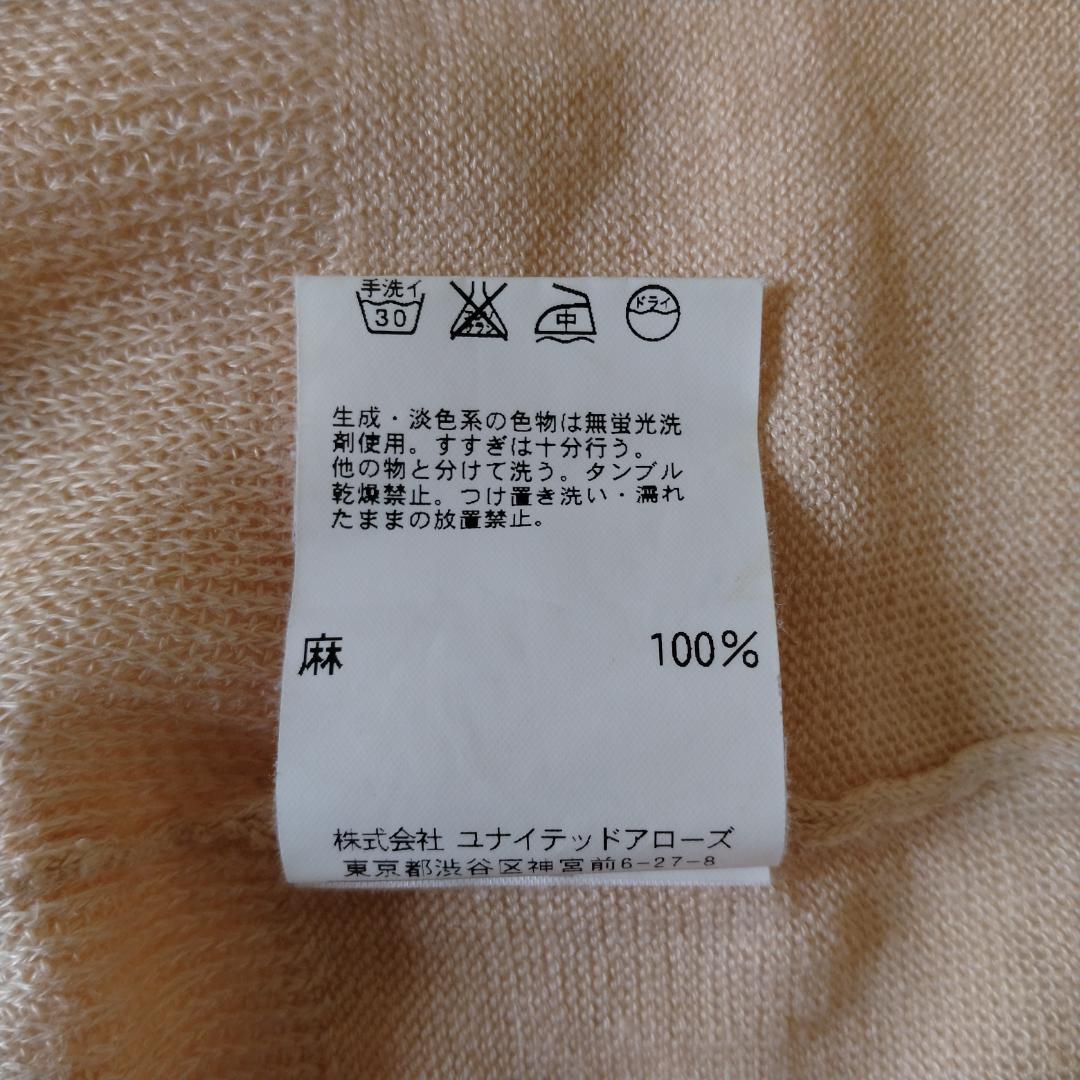 手洗イ
30
中
ドライ
生成・淡色系の色物は無蛍光洗
剤使用。すすぎは十分行う。
他の物と分けて洗う。タンブル
乾燥禁止。つけ置き洗い・濡れ
たままの放置禁止。
麻 100%
株式会社 ユナイテッドアローズ
東京都渋谷区神宮前6-27-8